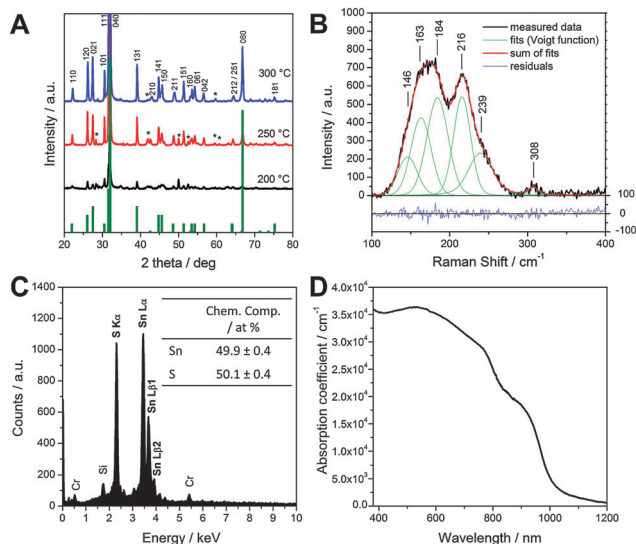 A
Intensity / a.u.
110
120
021
101
111
040
131
210
141
150
211
151
160
061
042
212 / 251
080
181
300 °C
250 °C
200 °C
* * * * * * *
20 30 40 50 60 70 80
2 theta / deg
B
Intensity / a.u.
1000
900
800
700
600
500
400
300
200
100
0
146
163
184
216
239
308
measured data
fits (Voigt function)
sum of fits
residuals
100
0
-100
100 200 300 400
Raman Shift / cm-1
C
Counts / a.u.
1400
1200
1000
800
600
400
200
0
Cr
Si
S Kα
Sn Lα
Sn Lβ1
Sn Lβ2
Cr
Chem. Comp.
/ at %
Sn 49.9 ± 0.4
S 50.1 ± 0.4
0 1 2 3 4 5 6 7 8 9 10
Energy / keV
D
Absorption coefficient / cm-1
4.0x10⁴
3.5x10⁴
3.0x10⁴
2.5x10⁴
2.0x10⁴
1.5x10⁴
1.0x10⁴
5.0x10³
0.0
400 600 800 1000 1200
Wavelength / nm